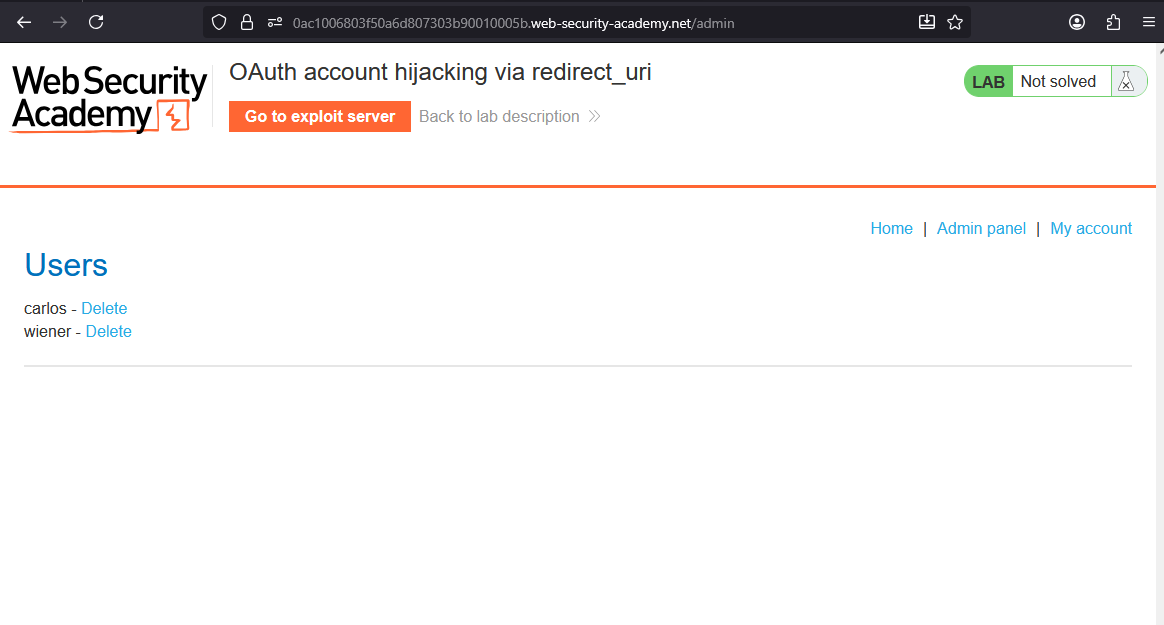 0ac1006803f50a6d807303b90010005b.web-security-academy.net/admin
Web Security
Academy
OAuth account hijacking via redirect_uri
Go to exploit server
Back to lab description
LAB
Not solved
Home | Admin panel | My account
Users
carlos - Delete
wiener - Delete